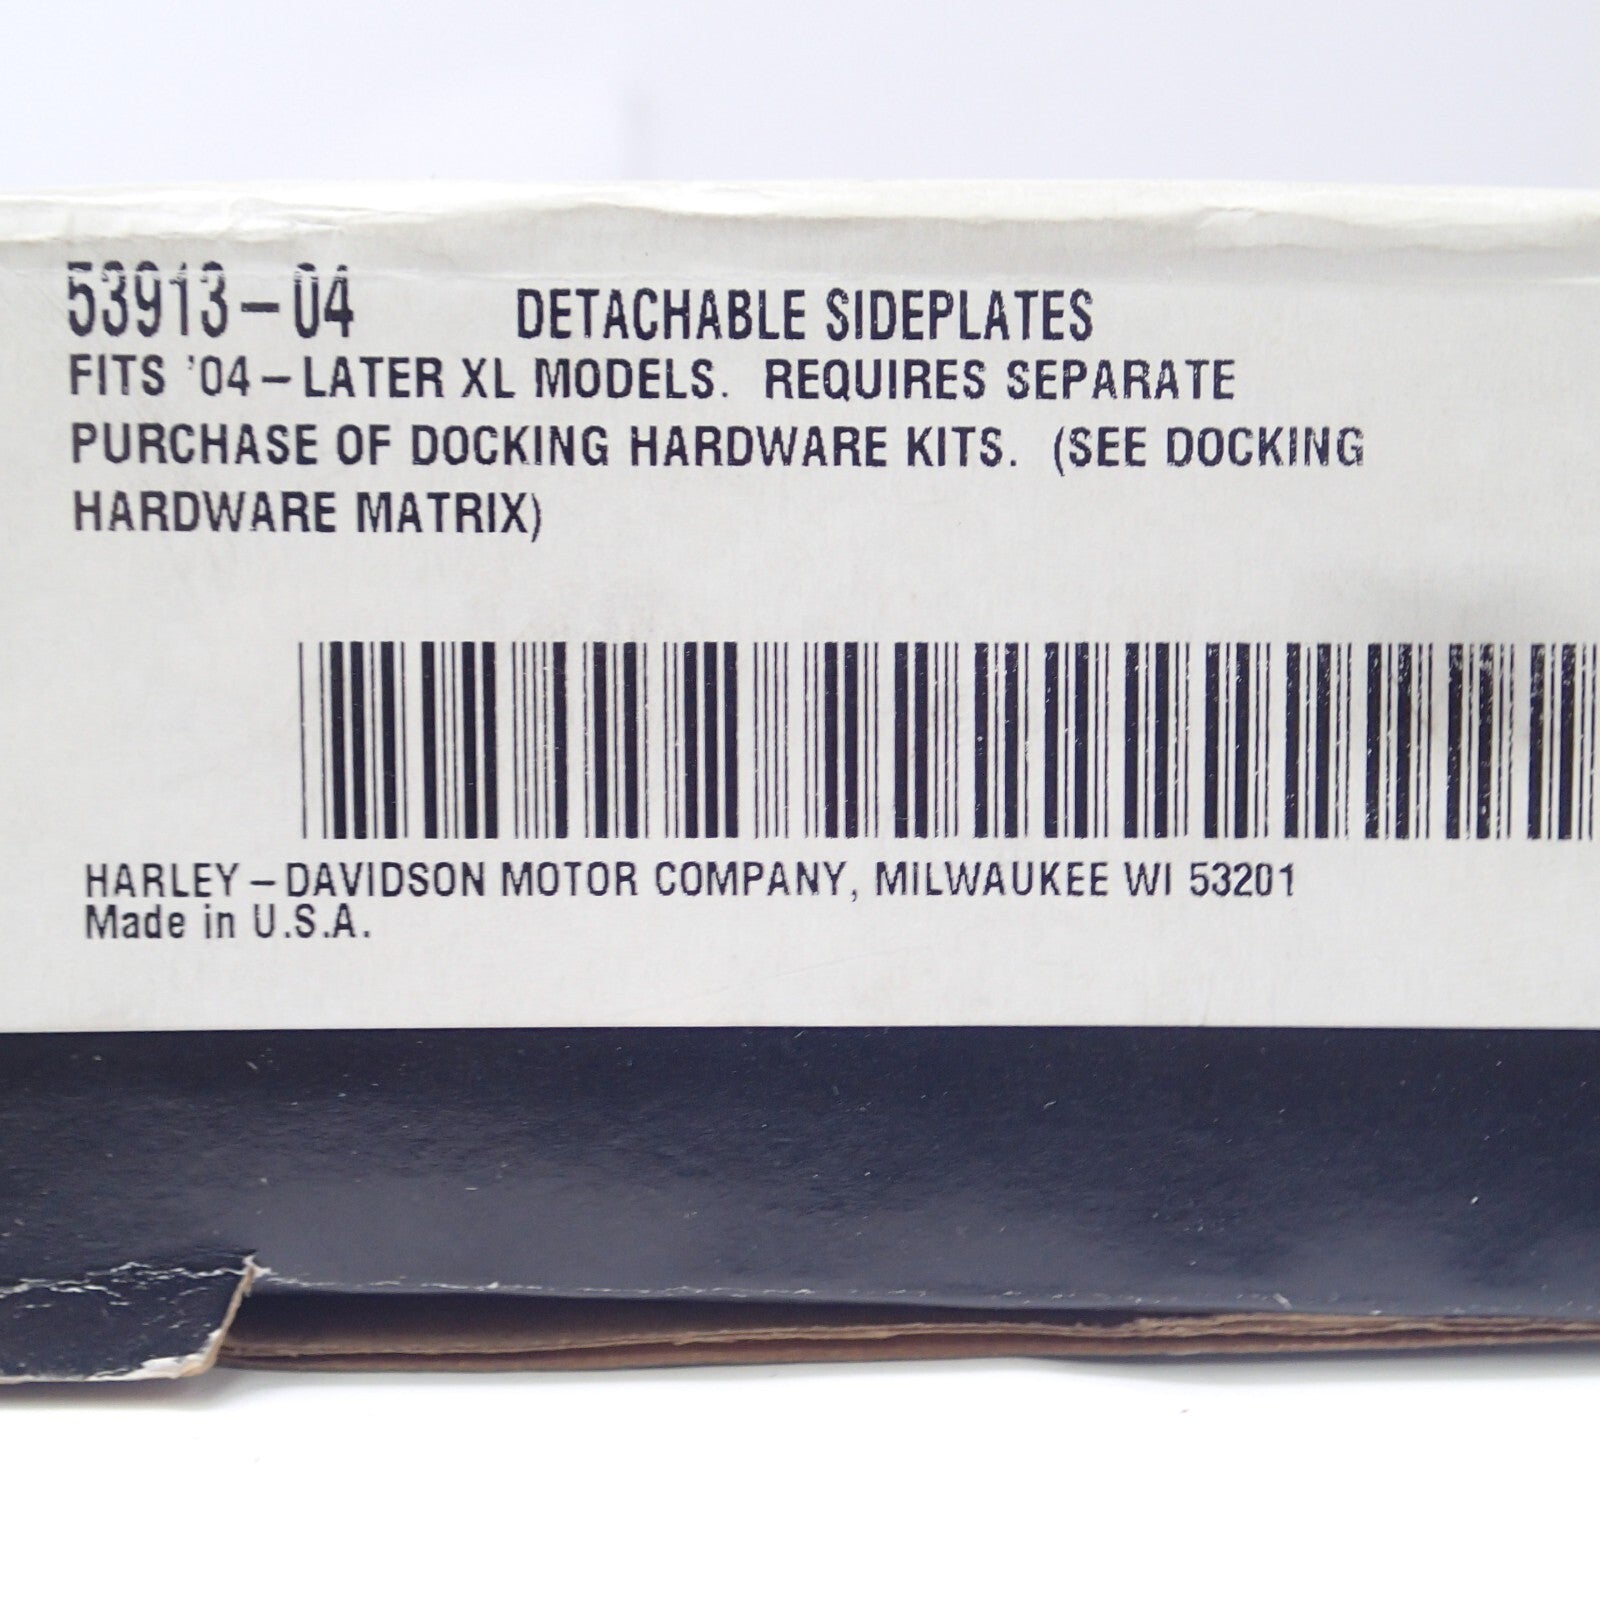 53913-04 DETACHABLE SIDEPLATES
FITS '04-LATER XL MODELS. REQUIRES SEPARATE
PURCHASE OF DOCKING HARDWARE KITS. (SEE DOCKING
HARDWARE MATRIX)
HARLEY-DAVIDSON MOTOR COMPANY, MILWAUKEE WI 53201
Made in U.S.A.